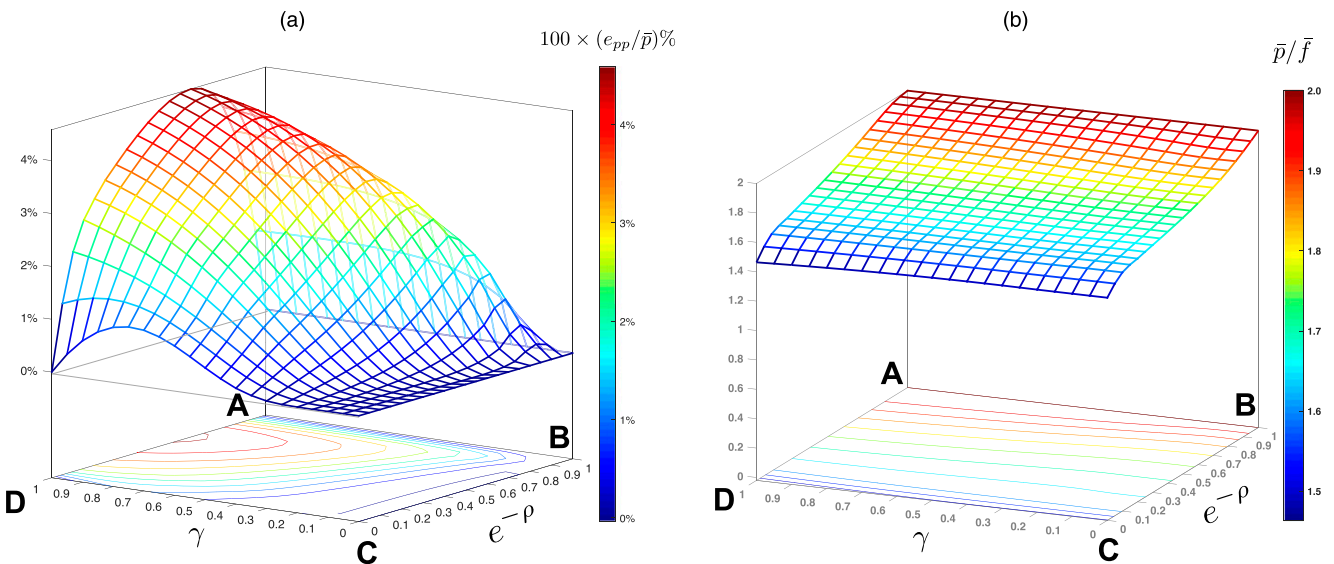 (a)
100 × (e_pp/p̄)%
4%
3%
2%
1%
0%
4%
3%
2%
1%
0%
A
B
C
D
1 0.9 0.8 0.7 0.6 0.5 0.4 0.3 0.2 0.1 0
γ
0 0.1 0.2 0.3 0.4 0.5 0.6 0.7 0.8 0.9 1
e^−ρ
(b)
p̄/f̄
2
1.8
1.6
1.4
1.2
1
0.8
0.6
0.4
0.2
0
2.0
1.9
1.8
1.7
1.6
1.5
A
B
C
D
1 0.9 0.8 0.7 0.6 0.5 0.4 0.3 0.2 0.1 0
γ
0 0.1 0.2 0.3 0.4 0.5 0.6 0.7 0.8 0.9 1
e^−ρ